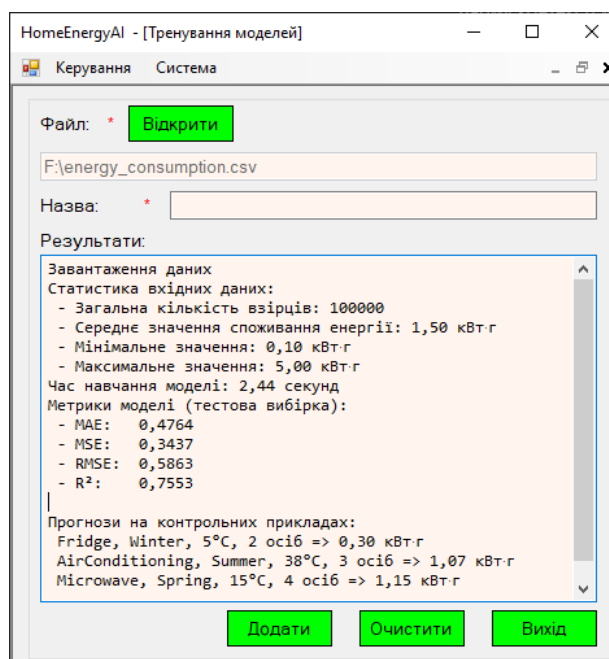 HomeEnergyAI - [Тренування моделей]
Керування Система
Файл: * Відкрити
F:\energy_consumption.csv
Назва: *
Результати:
Завантаження даних
Статистика вхідних даних:
- Загальна кількість взірців: 100000
- Середнє значення споживання енергії: 1,50 кВт·г
- Мінімальне значення: 0,10 кВт·г
- Максимальне значення: 5,00 кВт·г
Час навчання моделі: 2,44 секунд
Метрики моделі (тестова вибірка):
- MAE: 0,4764
- MSE: 0,3437
- RMSE: 0,5863
- R²: 0,7553
Прогнози на контрольних прикладах:
Fridge, Winter, 5°C, 2 осіб => 0,30 кВт·г
AirConditioning, Summer, 38°C, 3 осіб => 1,07 кВт·г
Microwave, Spring, 15°C, 4 осіб => 1,15 кВт·г
Додати Очистити Вихід